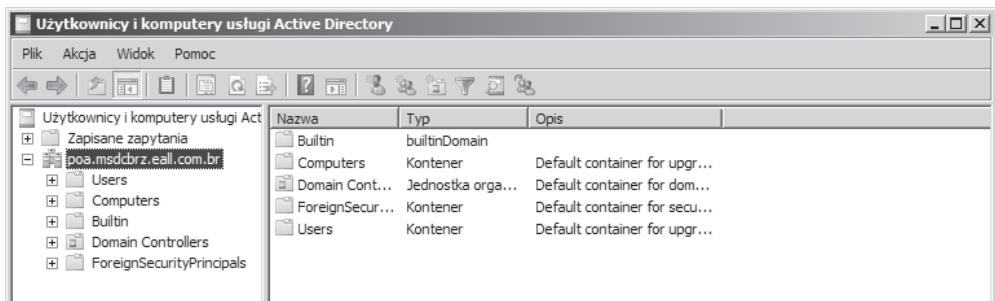 Użytkownicy i komputery usługi Active Directory
Plik Akcja Widok Pomoc
Użytkownicy i komputery usługi Act
Zapisane zapytania
poa.msdcbrz.eall.com.br
Users
Computers
Builtin
Domain Controllers
ForeignSecurityPrincipals
Nazwa Typ Opis
Builtin builtinDomain
Computers Kontener Default container for upgr...
Domain Cont... Jednostka orga... Default container for dom...
ForeignSecur... Kontener Default container for secu...
Users Kontener Default container for upgr...